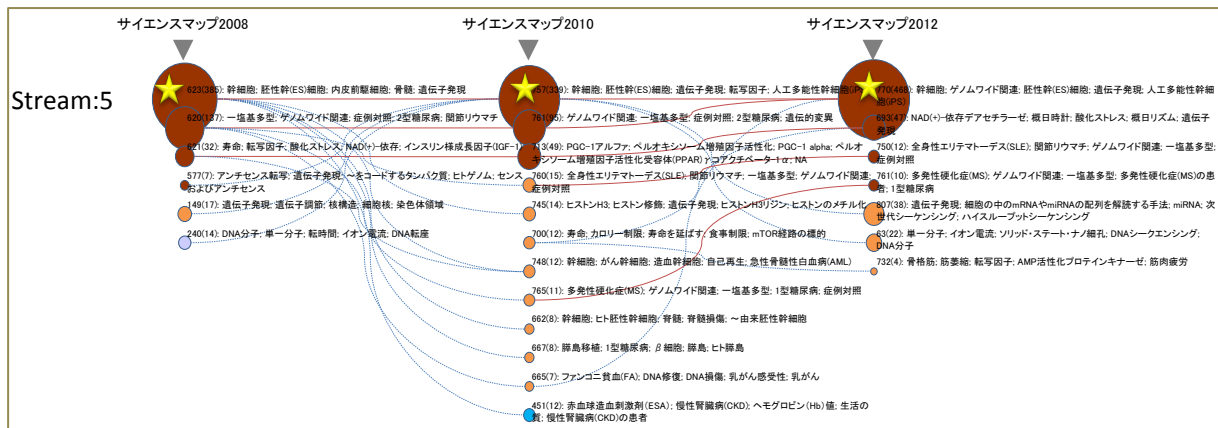 サイエンスマップ2008
サイエンスマップ2010
サイエンスマップ2012
Stream:5
623(385): 幹細胞; 胚性幹(ES)細胞; 内皮前駆細胞; 骨髄; 遺伝子発現
620(137): 一塩基多型; ゲノムワイド関連; 症例対照; 2型糖尿病; 関節リウマチ
621(32): 寿命; 転写因子; 酸化ストレス; NAD(+)-依存; インスリン様成長因子(IGF-1)
577(7): アンチセンス転写; 遺伝子発現; ~をコードするタンパク質; ヒトゲノム; センス
およびアンチセンス
149(17): 遺伝子発現; 遺伝子調節; 核構造; 細胞核; 染色体領域
240(14): DNA分子; 単一分子; 転時間; イオン電流; DNA転座
757(339): 幹細胞; 胚性幹(ES)細胞; 遺伝子発現; 転写因子; 人工多能性幹細胞(iPS)
761(95): ゲノムワイド関連; 一塩基多型; 症例対照; 2型糖尿病; 遺伝的変異
713(49): PGC-1アルファ; ペルオキシソーム増殖因子活性化; PGC-1 alpha; ペルオ
キシソーム増殖因子活性化受容体(PPAR)γコアクチベータ-1α; NA
760(15): 全身性エリテマトーデス(SLE); 関節リウマチ; 一塩基多型; ゲノムワイド関連;
症例対照
745(14): ヒストンH3; ヒストン修飾; 遺伝子発現; ヒストンH3リジン; ヒストンのメチル化
700(12): 寿命; カロリー制限; 寿命を延ばす; 食事制限; mTOR経路の標的
748(12): 幹細胞; がん幹細胞; 造血幹細胞; 自己再生; 急性骨髄性白血病(AML)
765(11): 多発性硬化症(MS); ゲノムワイド関連; 一塩基多型; 1型糖尿病; 症例対照
662(8): 幹細胞; ヒト胚性幹細胞; 脊髄; 脊髄損傷; ~由来胚性幹細胞
667(8): 膵島移植; 1型糖尿病; β細胞; 膵島; ヒト膵島
665(7): ファンコニ貧血(FA); DNA修復; DNA損傷; 乳がん感受性; 乳がん
451(12): 赤血球造血刺激剤(ESA); 慢性腎臓病(CKD); ヘモグロビン(Hb)値; 生活の
質; 慢性腎臓病(CKD)の患者
770(468): 幹細胞; ゲノムワイド関連; 胚性幹(ES)細胞; 遺伝子発現; 人工多能性幹細
胞(iPS)
693(47): NAD(+)-依存デアセチラーゼ; 概日時計; 酸化ストレス; 概日リズム; 遺伝子
発現
750(12): 全身性エリテマトーデス(SLE); 関節リウマチ; ゲノムワイド関連; 一塩基多型;
症例対照
761(10): 多発性硬化症(MS); ゲノムワイド関連; 一塩基多型; 多発性硬化症(MS)の患
者; 1型糖尿病
807(38): 遺伝子発現; 細胞の中のmRNAやmiRNAの配列を解読する手法; miRNA; 次
世代シーケンシング; ハイスループットシーケンシング
63(22): 単一分子; イオン電流; ソリッド・ステート・ナノ細孔; DNAシークエンシング;
DNA分子
732(4): 骨格筋; 筋萎縮; 転写因子; AMP活性化プロテインキナーゼ; 筋肉疲労